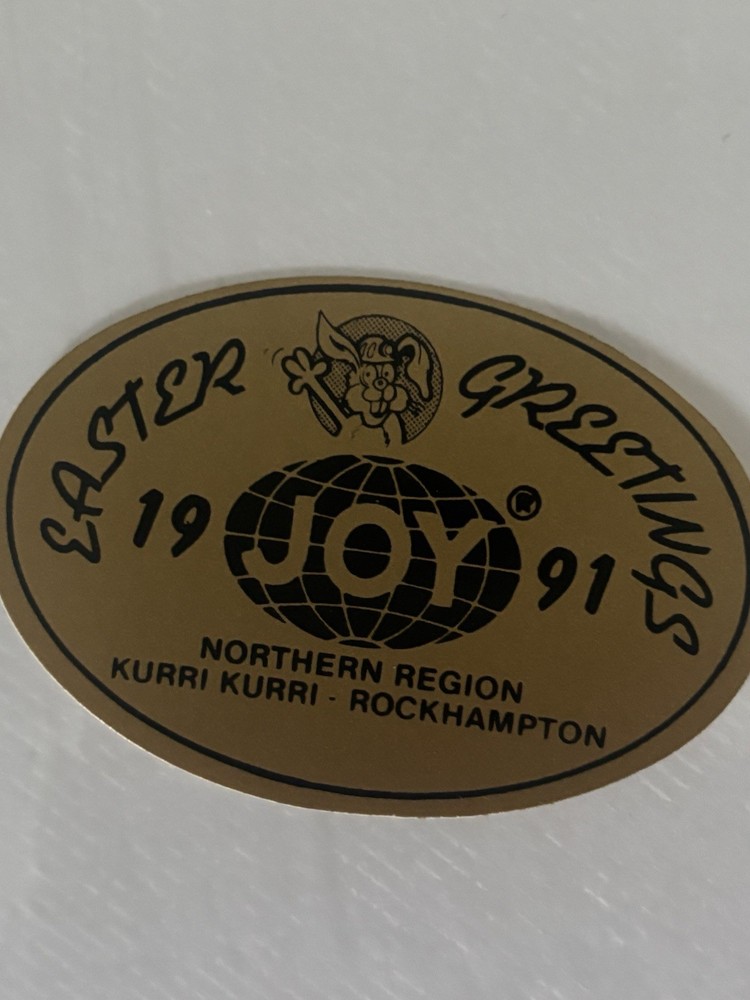 EASTER GREETINGS
19 JOY® 91
NORTHERN REGION
KURRI KURRI - ROCKHAMPTON